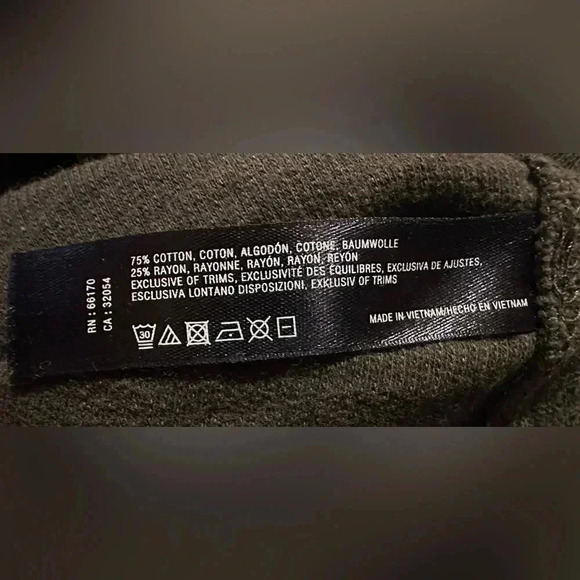 RN : 66170
CA : 32054
75% COTTON, COTON, ALGODÓN, COTONE, BAUMWOLLE
25% RAYON, RAYONNE, RAYÓN, RAYON, REYON
EXCLUSIVE OF TRIMS, EXCLUSIVITÉ DES ÉQUILIBRES, EXCLUSIVA DE AJUSTES,
ESCLUSIVA LONTANO DISPOSIZIONI, EXKLUSIV OF TRIMS
30
MADE IN VIETNAM/HECHO EN VIETNAM